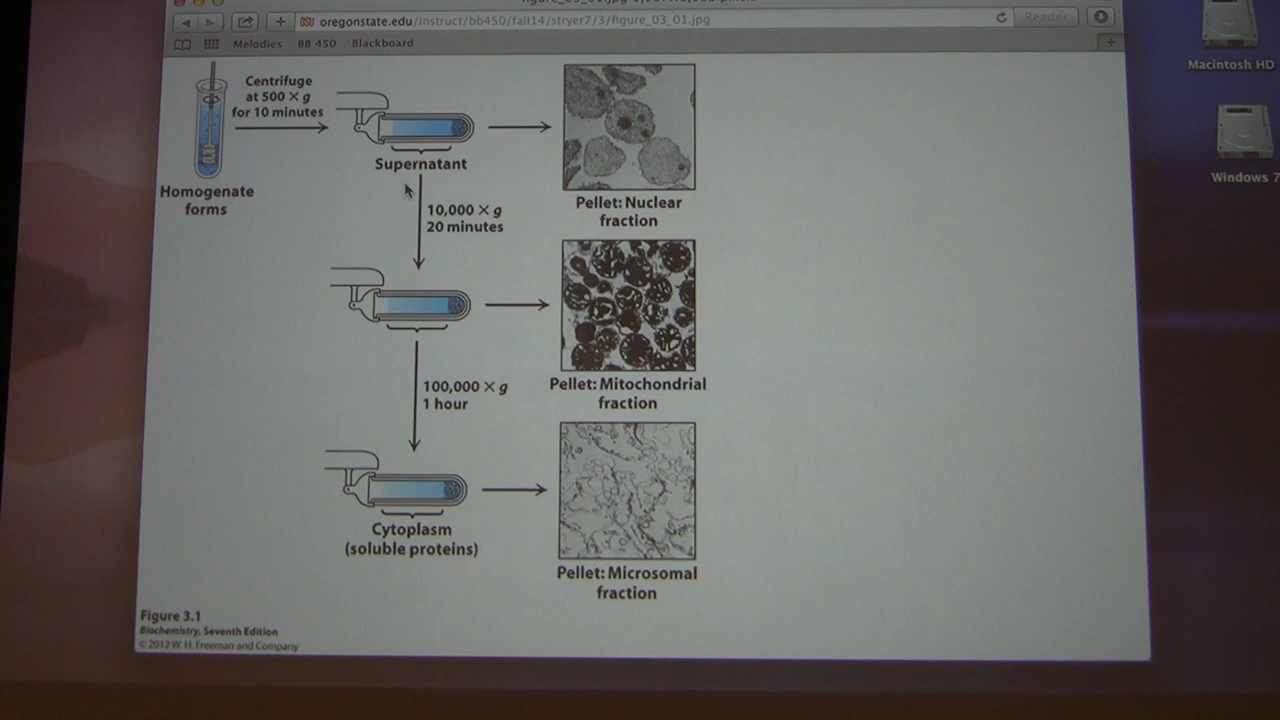 oregonstate.edu/instruct/bb450/fall14/stryer7/3/figure_03_01.jpg
Reader
Melodies BB 450 Blackboard
Macintosh HD
Windows 7
Centrifuge
at 500 × g
for 10 minutes
Homogenate
forms
Supernatant
Pellet: Nuclear
fraction
10,000 × g
20 minutes
Pellet: Mitochondrial
fraction
100,000 × g
1 hour
Cytoplasm
(soluble proteins)
Pellet: Microsomal
fraction
Figure 3.1
Biochemistry, Seventh Edition
© 2012 W. H. Freeman and Company